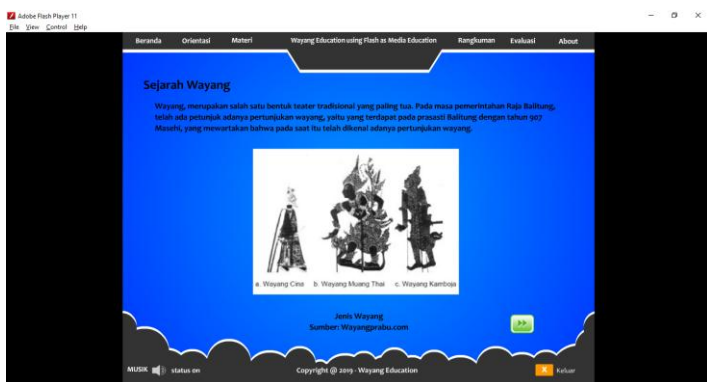 Adobe Flash Player 11
File View Control Help
Beranda Orientasi Materi Wayang Education using Flash as Media Education Rangkuman Evaluasi About
Sejarah Wayang
Wayang, merupakan salah satu bentuk teater tradisional yang paling tua. Pada masa pemerintahan Raja Balitung,
telah ada petunjuk adanya pertunjukan wayang, yaitu yang terdapat pada prasasti Balitung dengan tahun 907
Masehi, yang mewartakan bahwa pada saat itu telah dikenal adanya pertunjukan wayang.
a. Wayang Cina b. Wayang Muang Thai c. Wayang Kamboja
Jenis Wayang
Sumber: Wayangprabu.com
MUSIK status on Copyright @ 2019 - Wayang Education X Keluar